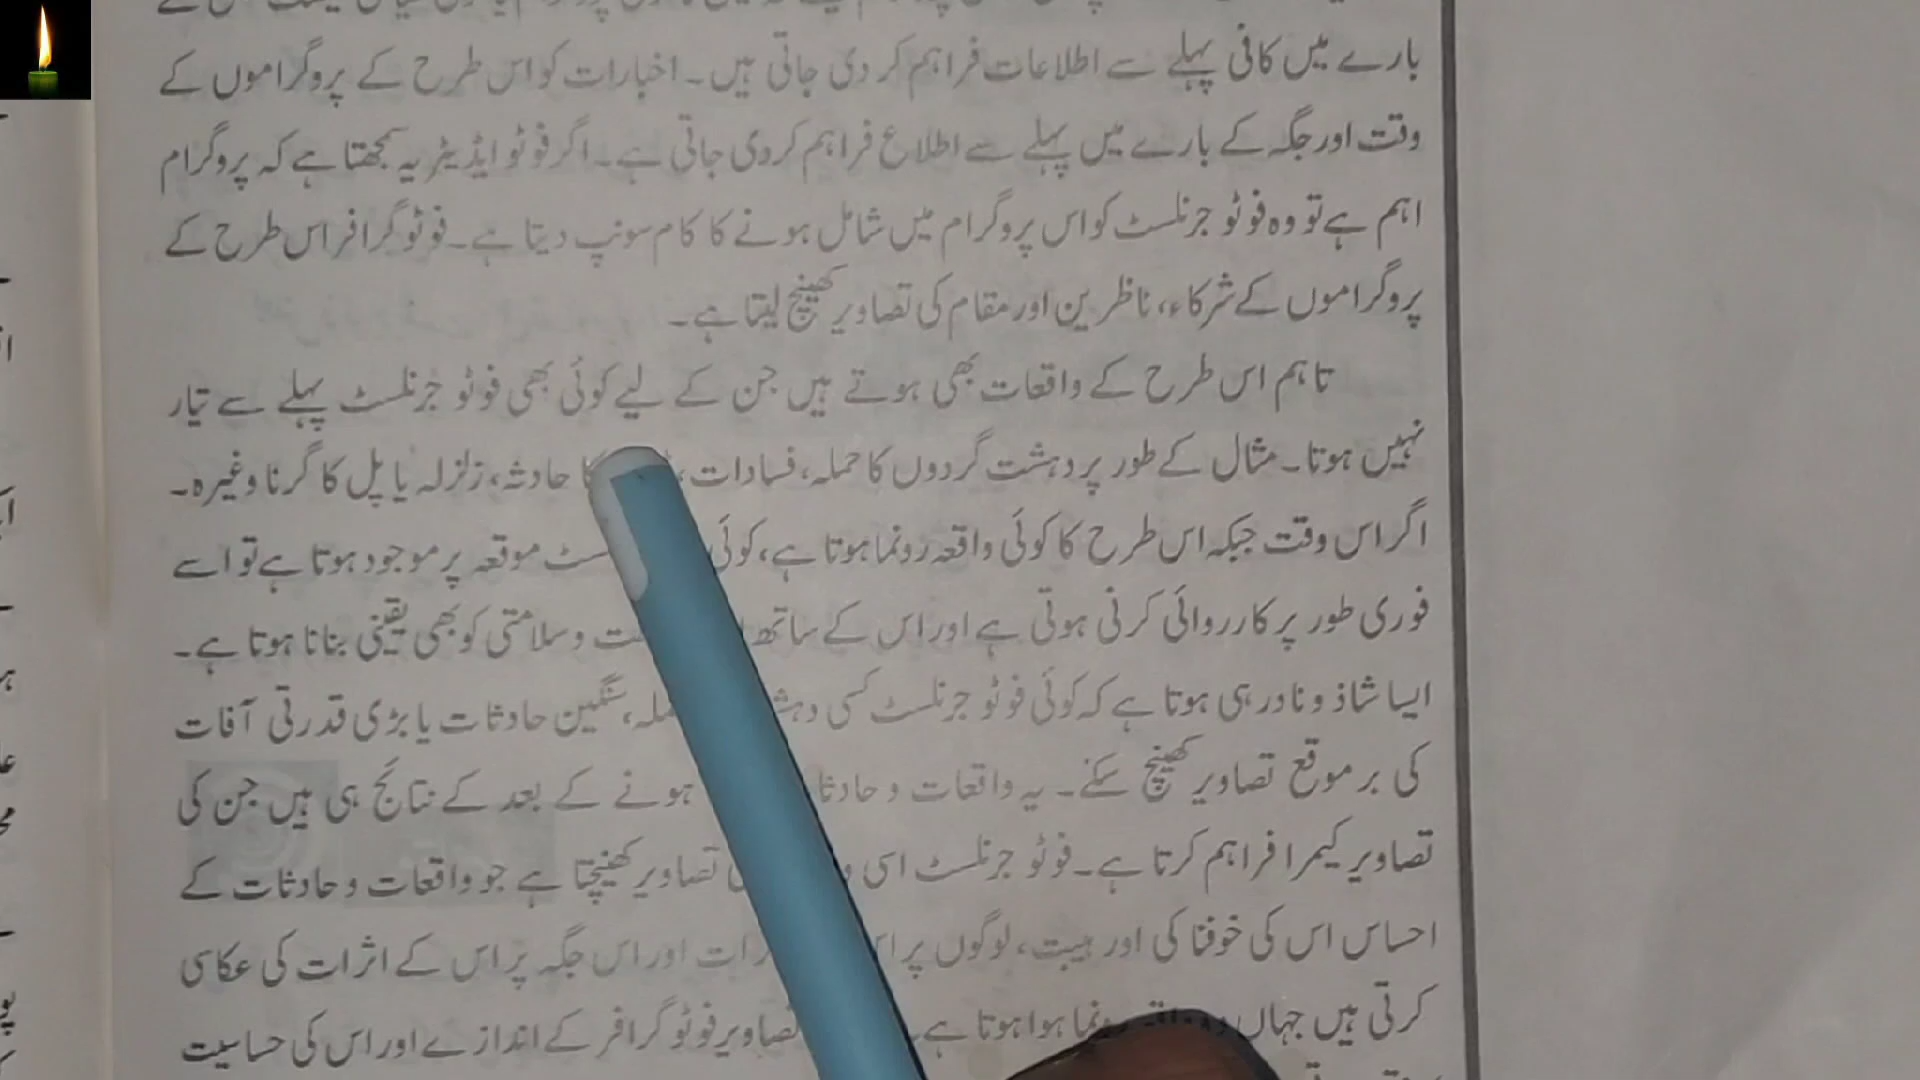 بارے میں کافی پہلے سے اطلاعات فراہم کر دی جاتی ہیں۔ اخبارات کو اس طرح کے پروگراموں کے
وقت اور جگہ کے بارے میں پہلے سے اطلاع فراہم کردی جاتی ہے۔ اگر فوٹو ایڈیٹر یہ سمجھتا ہے کہ پروگرام
اہم ہے تو وہ فوٹو جرنلسٹ کو اس پروگرام میں شامل ہونے کا کام سونپ دیتا ہے۔ فوٹو گرافر اس طرح کے
پروگراموں کے شرکاء، ناظرین اور مقام کی تصاویر کھینچ لیتا ہے۔
تاہم اس طرح کے واقعات بھی ہوتے ہیں جن کے لیے کوئی بھی فوٹو جرنلسٹ پہلے سے تیار
نہیں ہوتا۔ مثال کے طور پر دہشت گردوں کا حملہ، فسادات، کا حادثہ، زلزلہ یا پل کا گرنا وغیرہ۔
اگر اس وقت جبکہ اس طرح کا کوئی واقعہ رونما ہوتا ہے، کوئی موقعہ پر موجود ہوتا ہے تو اسے
فوری طور پر کارروائی کرنی ہوتی ہے اور اس کے ساتھ و سلامتی کو بھی یقینی بنانا ہوتا ہے۔
ایسا شاذ و نادر ہی ہوتا ہے کہ کوئی فوٹو جرنلسٹ کسی سنگین حادثات یا بڑی قدرتی آفات
کی بر موقع تصاویر کھینچ سکے۔ یہ واقعات و ہونے کے بعد کے نتائج ہی ہیں جن کی
تصاویر کیمرا فراہم کرتا ہے۔ فوٹو جرنلسٹ اسی تصاویر کھینچتا ہے جو واقعات و حادثات کے
احساس اس کی خوفناکی اور ہیبت، لوگوں پر اور اس جگہ پر اس کے اثرات کی عکاسی
کرتی ہیں جہاں رونما ہوا ہوتا ہے۔ تصاویر فوٹو گرافر کے اندازے اور اس کی حساسیت